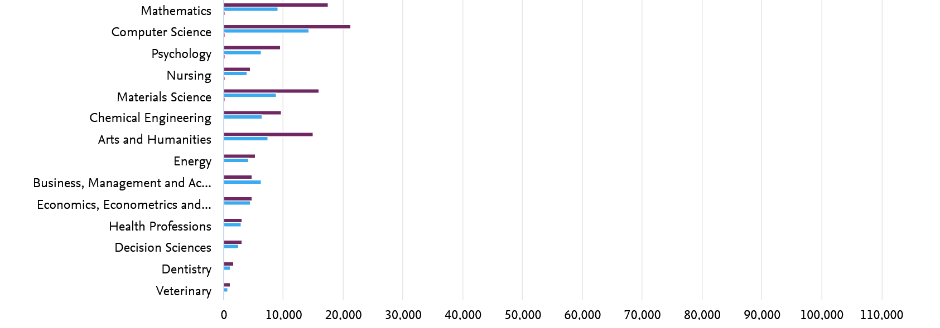 Mathematics
Computer Science
Psychology
Nursing
Materials Science
Chemical Engineering
Arts and Humanities
Energy
Business, Management and Ac...
Economics, Econometrics and...
Health Professions
Decision Sciences
Dentistry
Veterinary
0 10,000 20,000 30,000 40,000 50,000 60,000 70,000 80,000 90,000 100,000 110,000